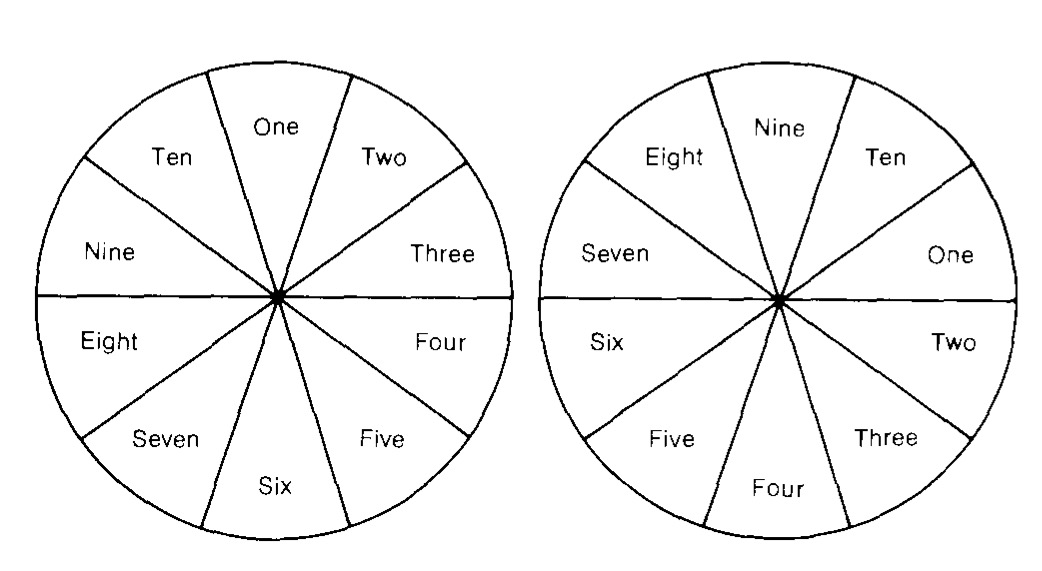 One
Two
Three
Four
Five
Six
Seven
Eight
Nine
Ten
Nine
Ten
One
Two
Three
Four
Five
Six
Seven
Eight